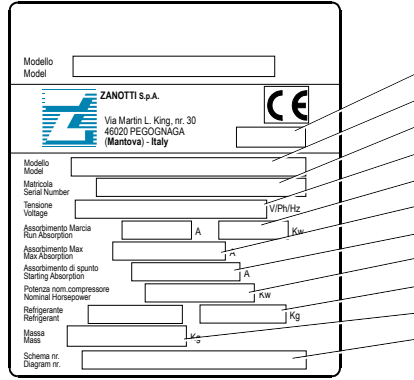 Modello
Model
ZANOTTI S.p.A.
Via Martin L. King, nr. 30
46020 PEGOGNAGA
(Mantova) - Italy
CE
Modello
Model
Matricola
Serial Number
Tensione
Voltage
V/Ph/Hz
Assorbimento Marcia
Run Absorption
A
Kw
Assorbimento Max
Max Absorption
A
Assorbimento di spunto
Starting Absorption
A
Potenza nom.compressore
Nominal Horsepower
Kw
Refrigerante
Refrigerant
Kg
Massa
Mass
Kg
Schema nr.
Diagram nr.